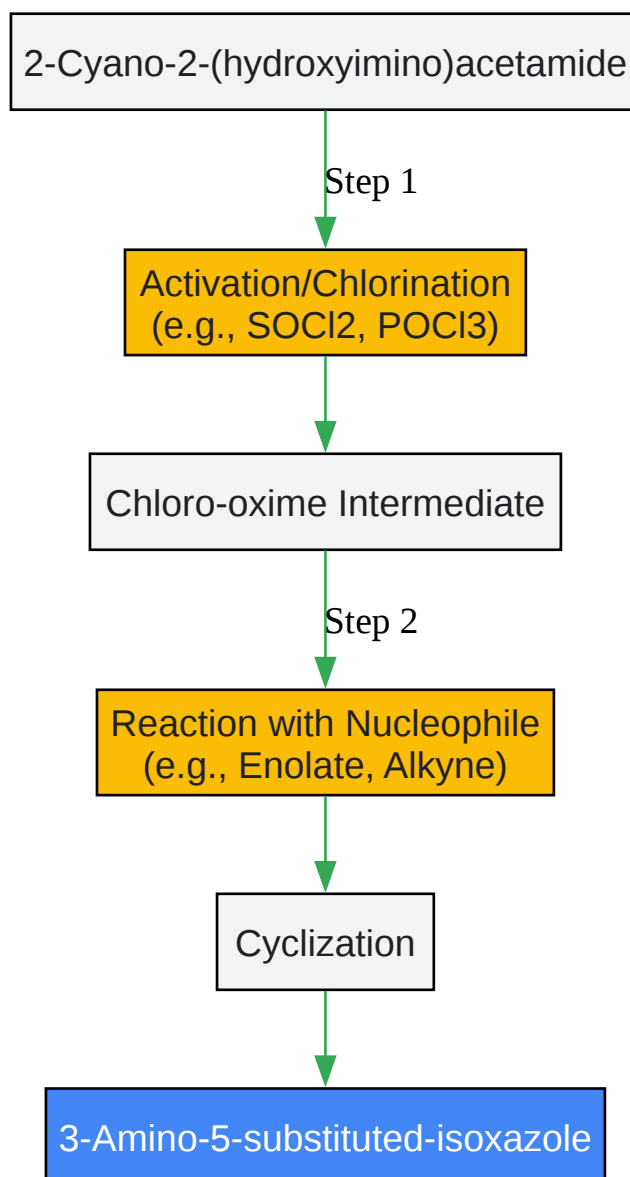 2-Cyano-2-(hydroxyimino)acetamide
Step 1
Activation/Chlorination
(e.g., SOCl2, POCl3)
Chloro-oxime Intermediate
Step 2
Reaction with Nucleophile
(e.g., Enolate, Alkyne)
Cyclization
3-Amino-5-substituted-isoxazole